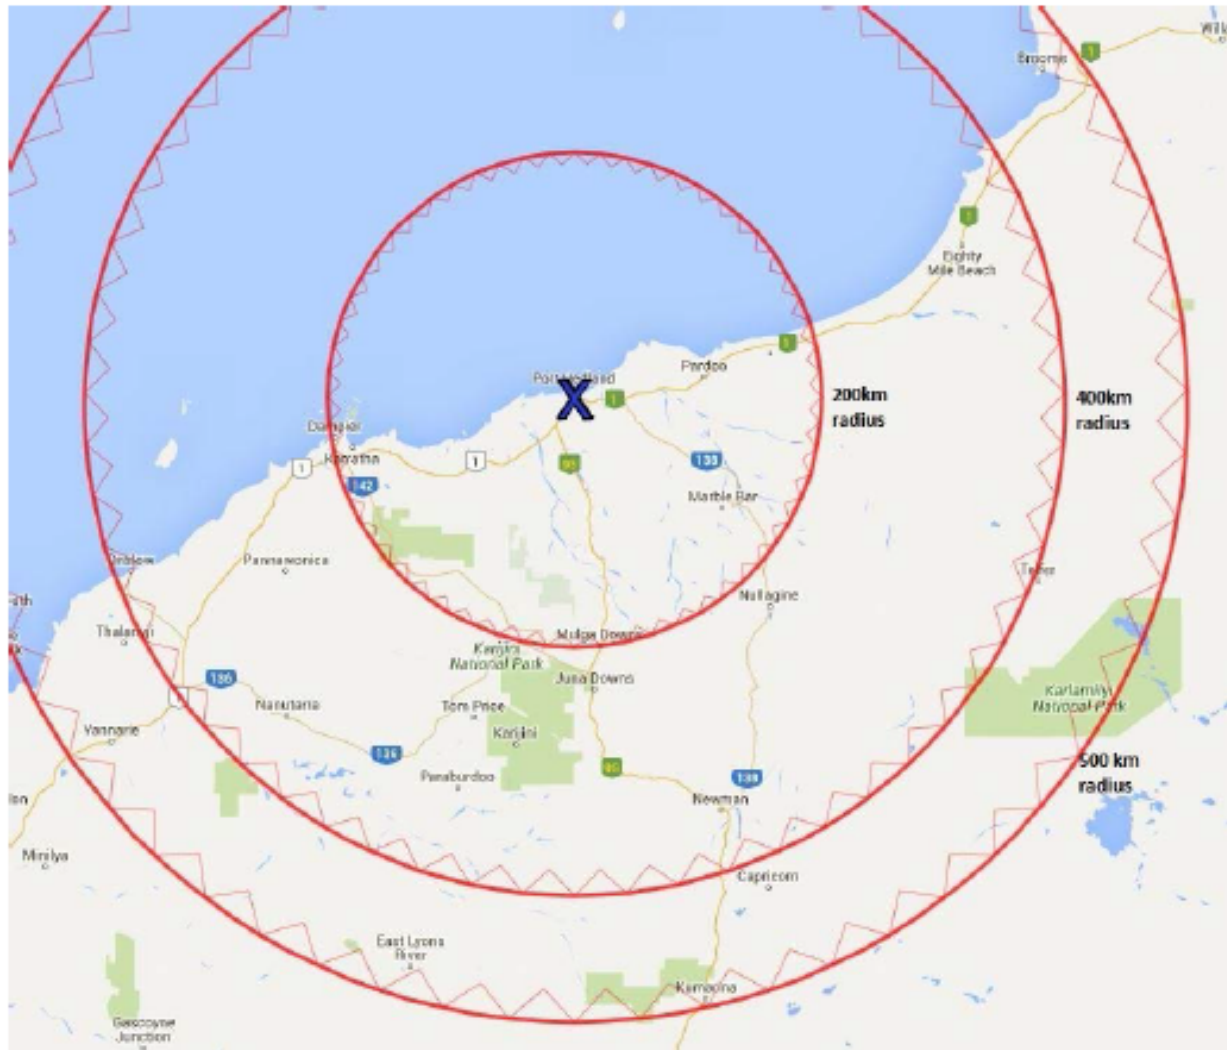 Broome
1
1
Eighty
Mile Beach
1
Pardoo
Port Hedland
X
1
200km
radius
400km
radius
Dampier
Karratha
1
1
95
138
142
Marble Bar
Onslow
Pannawonica
Telfer
Nullagine
Thalanyji
Mulga Downs
Karijini
National Park
136
Juna Downs
1
Nanutarra
Tom Price
Karlamilyi
National Park
Yannarie
Karijini
136
95
138
500 km
radius
Paraburdoo
Newman
Minilya
Capricorn
East Lyons
River
Kumarina
Gascoyne
Junction